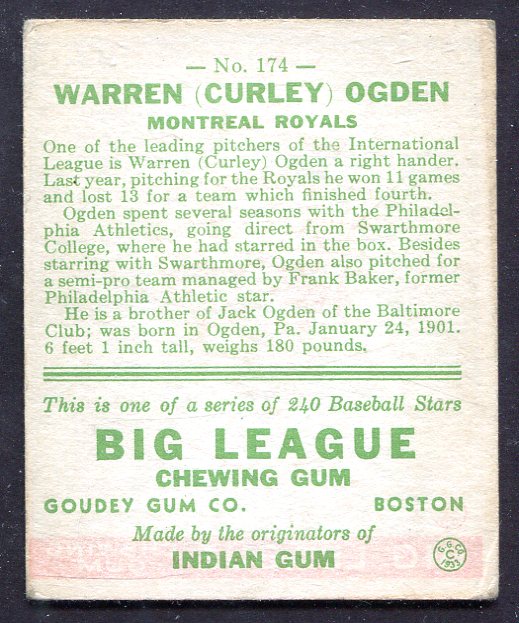 — No. 174 —
WARREN (CURLEY) OGDEN
MONTREAL ROYALS
One of the leading pitchers of the International
League is Warren (Curley) Ogden a right hander.
Last year, pitching for the Royals he won 11 games
and lost 13 for a team which finished fourth.
Ogden spent several seasons with the Philadel-
phia Athletics, going direct from Swarthmore
College, where he had starred in the box. Besides
starring with Swarthmore, Ogden also pitched for
a semi-pro team managed by Frank Baker, former
Philadelphia Athletic star.
He is a brother of Jack Ogden of the Baltimore
Club; was born in Ogden, Pa. January 24, 1901.
6 feet 1 inch tall, weighs 180 pounds.
This is one of a series of 240 Baseball Stars
BIG LEAGUE
CHEWING GUM
GOUDEY GUM CO. BOSTON
Made by the originators of
INDIAN GUM
G. G. CO.
C
1933